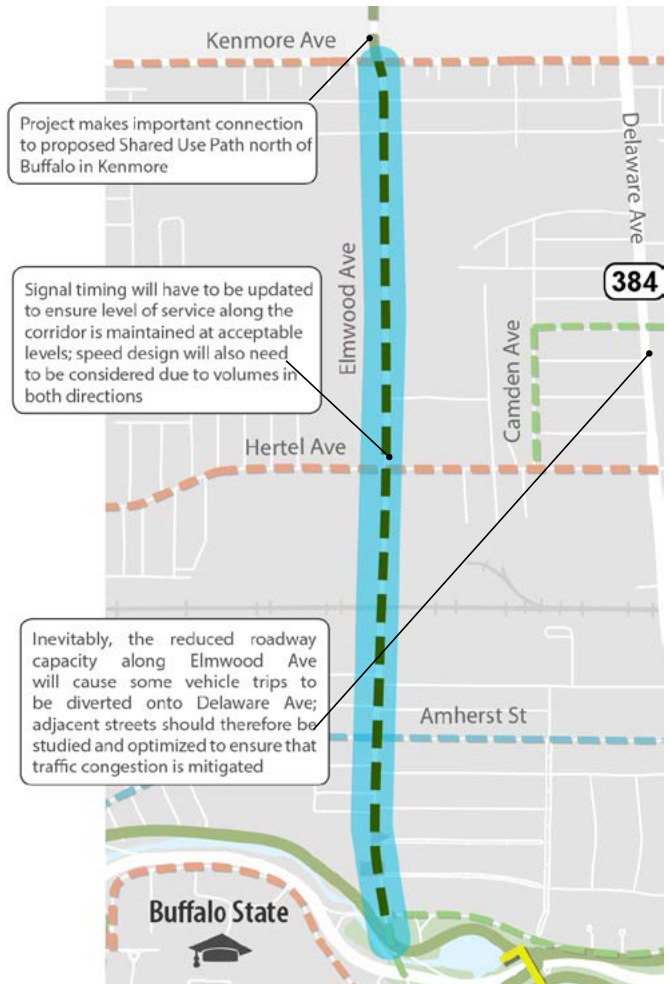 Kenmore Ave
Project makes important connection
to proposed Shared Use Path north of
Buffalo in Kenmore
Delaware Ave
384
Signal timing will have to be updated
to ensure level of service along the
corridor is maintained at acceptable
levels; speed design will also need
to be considered due to volumes in
both directions
Elmwood Ave
Camden Ave
Hertel Ave
Inevitably, the reduced roadway
capacity along Elmwood Ave
will cause some vehicle trips to
be diverted onto Delaware Ave;
adjacent streets should therefore be
studied and optimized to ensure that
traffic congestion is mitigated
Amherst St
Buffalo State